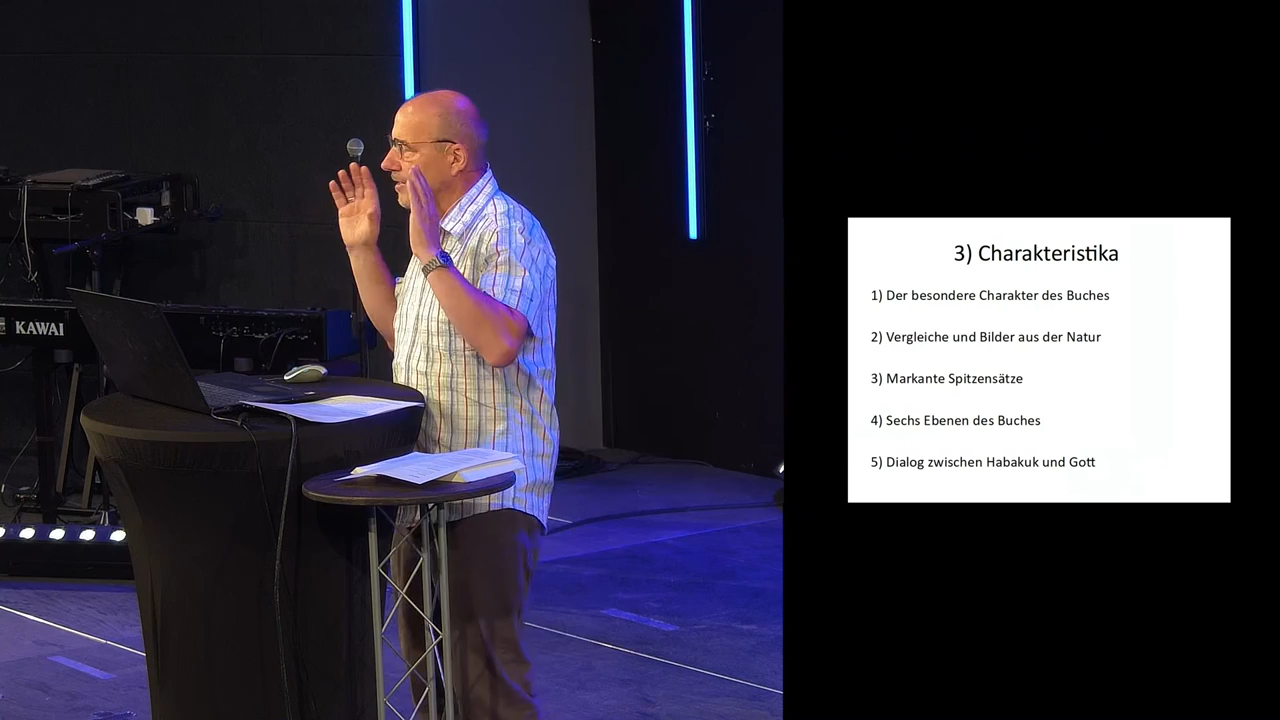 KAWAI
3) Charakteristika
1) Der besondere Charakter des Buches
2) Vergleiche und Bilder aus der Natur
3) Markante Spitzensätze
4) Sechs Ebenen des Buches
5) Dialog zwischen Habakuk und Gott